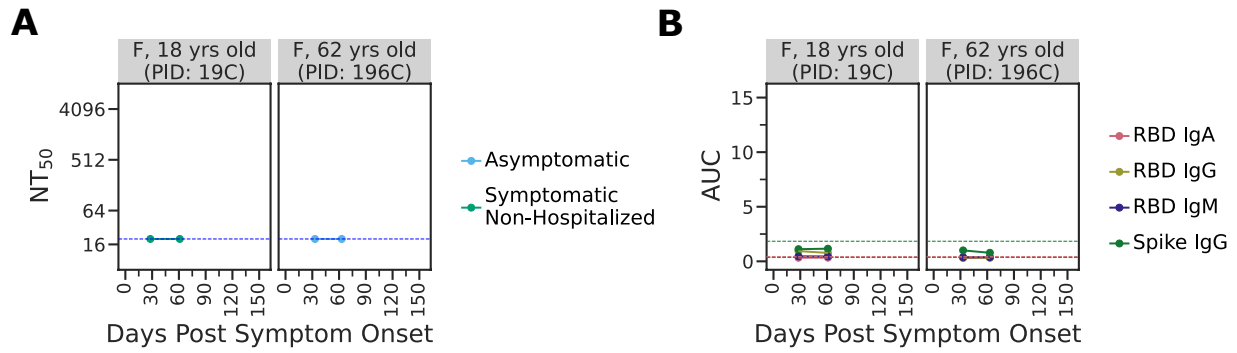 A
F, 18 yrs old
(PID: 19C)
F, 62 yrs old
(PID: 196C)
NT50
4096
512
64
16
0 30 60 90 120 150
0 30 60 90 120 150
Days Post Symptom Onset
Asymptomatic
Symptomatic
Non-Hospitalized
B
F, 18 yrs old
(PID: 19C)
F, 62 yrs old
(PID: 196C)
AUC
15
10
5
0
0 30 60 90 120 150
0 30 60 90 120 150
Days Post Symptom Onset
RBD IgA
RBD IgG
RBD IgM
Spike IgG